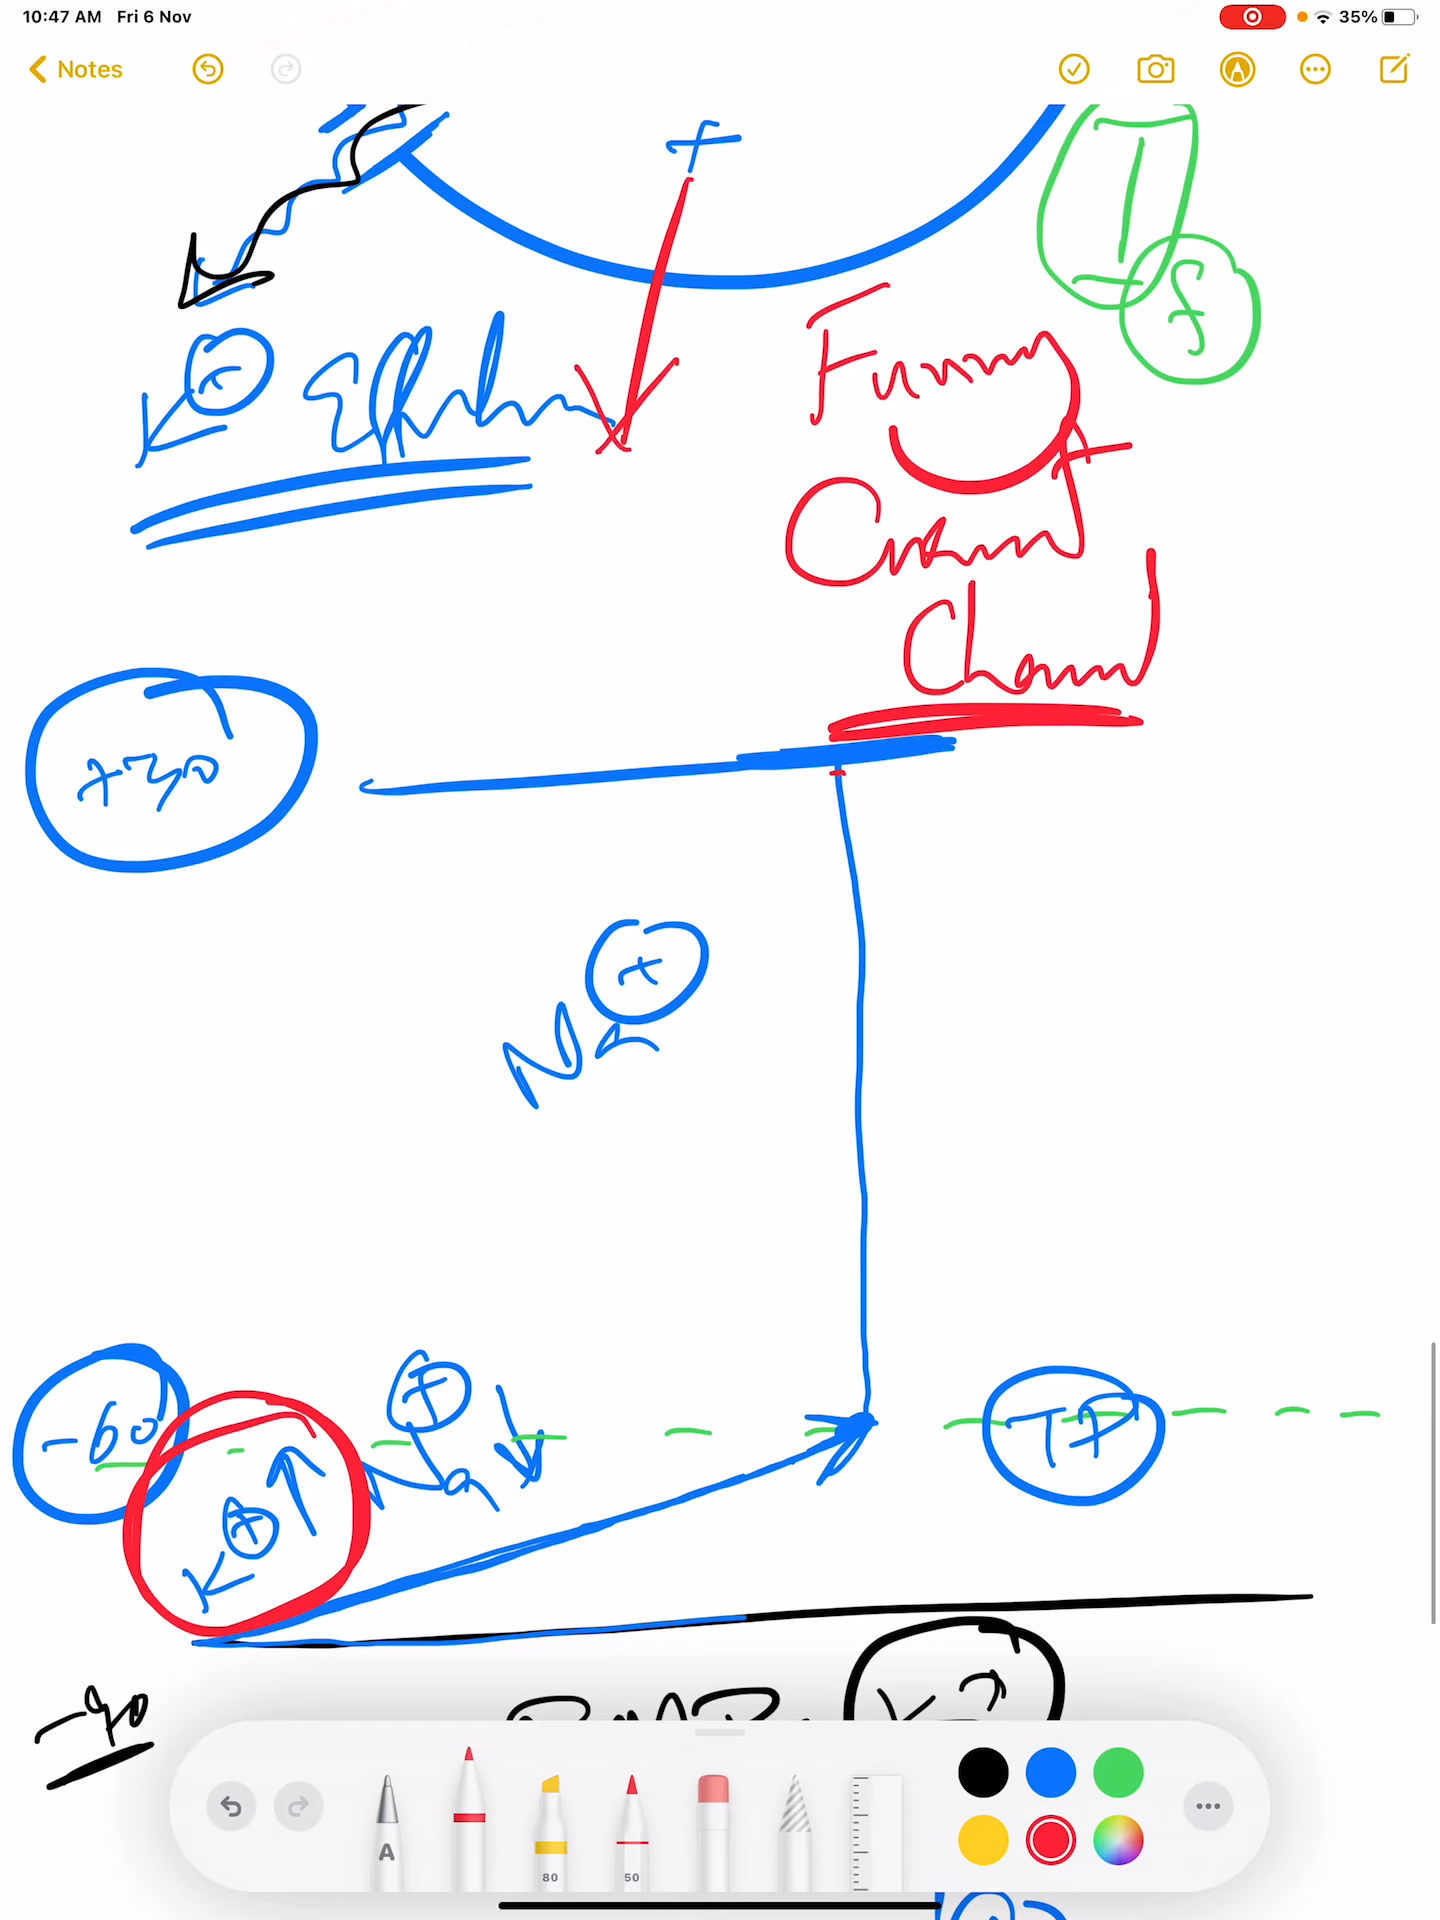 10:47 AM Fri 6 Nov
35%
Notes
+
I
f
Funny
Current
Channel
+30
Na+
-60
Na+
TP
K+
-90
RMP
A
80
50